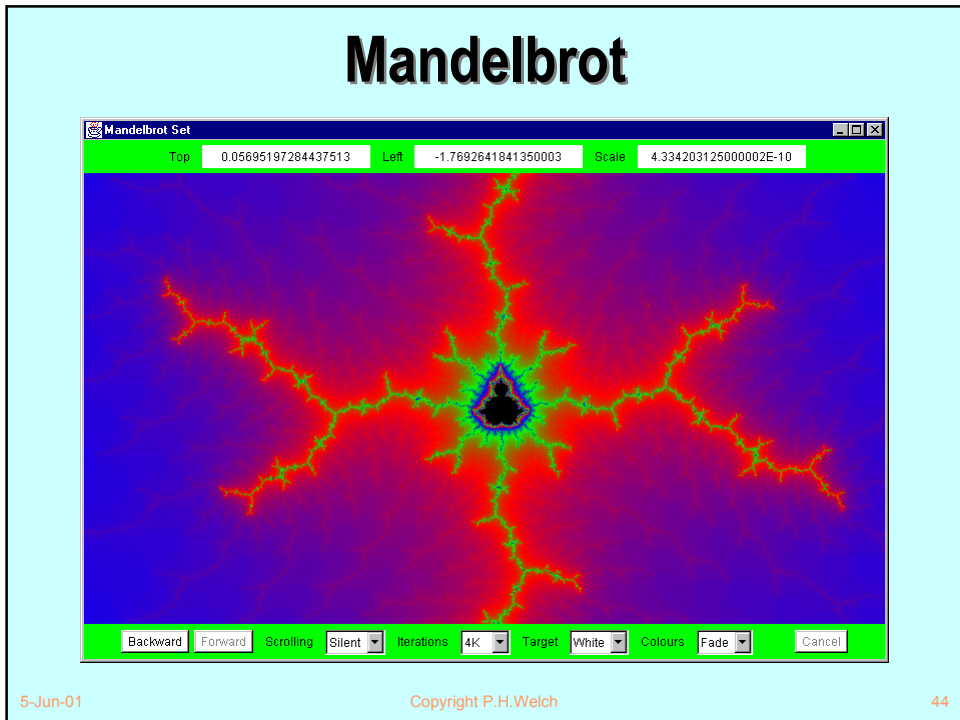 Mandelbrot
Mandelbrot Set
Top 0.05695197284437513 Left -1.7692641841350003 Scale 4.334203125000002E-10
Backward Forward Scrolling Silent Iterations 4K Target White Colours Fade Cancel
5-Jun-01 Copyright P.H.Welch 44